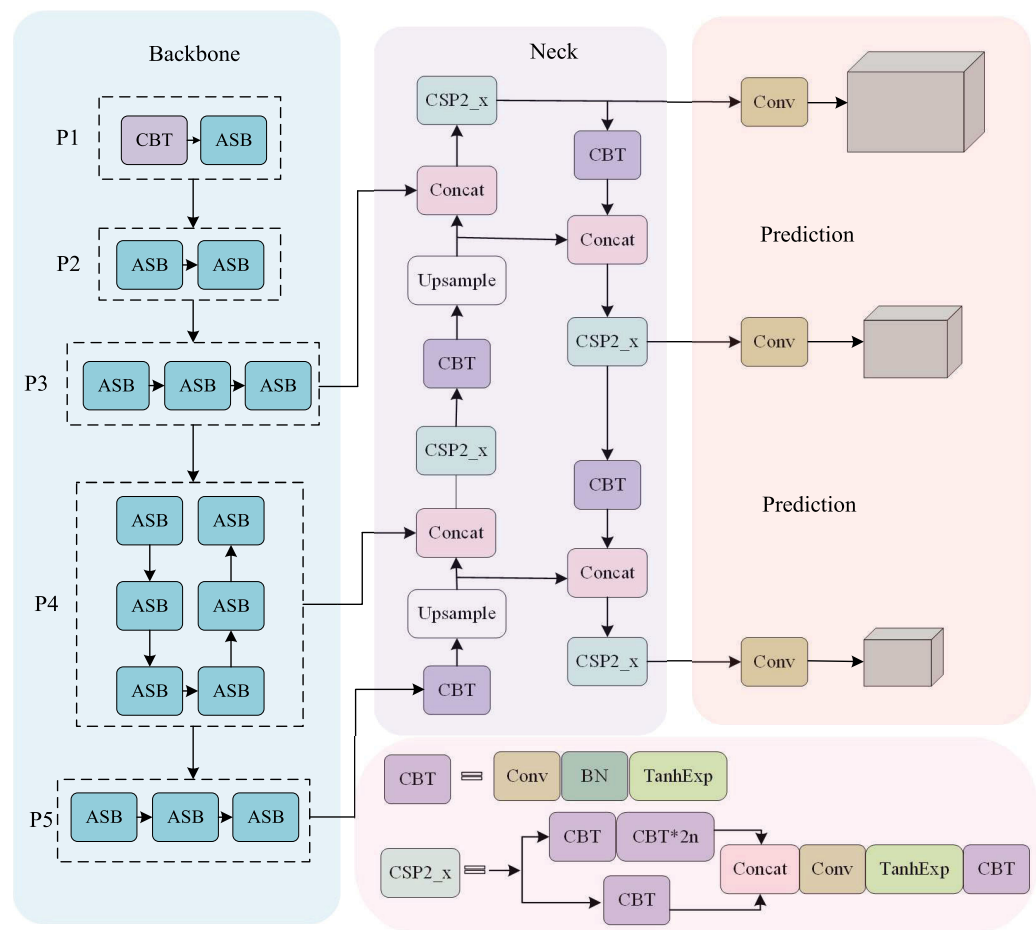 Backbone
P1
CBT
ASB
P2
ASB
ASB
P3
ASB
ASB
ASB
P4
ASB
ASB
ASB
ASB
ASB
ASB
P5
ASB
ASB
ASB
Neck
CSP2_x
CBT
Concat
Concat
Upsample
CSP2_x
CBT
CSP2_x
CBT
Concat
Concat
Upsample
CSP2_x
CBT
Conv
Prediction
Conv
Prediction
Conv
CBT = Conv BN TanhExp
CSP2_x =
CBT CBT*2n
CBT
Concat Conv TanhExp CBT